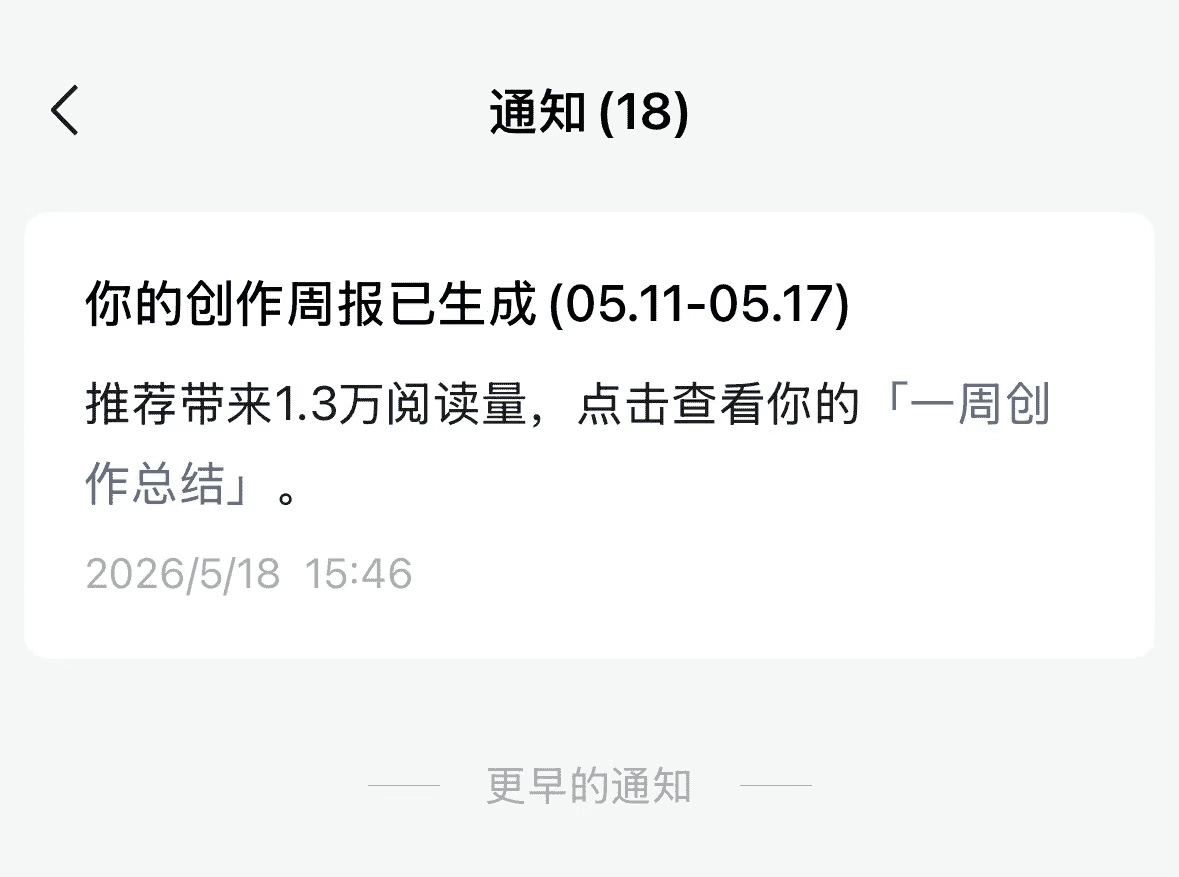 通知(18)
你的创作周报已生成(05.11-05.17)
推荐带来1.3万阅读量，点击查看你的「一周创
作总结」。
2026/5/18 15:46
更早的通知